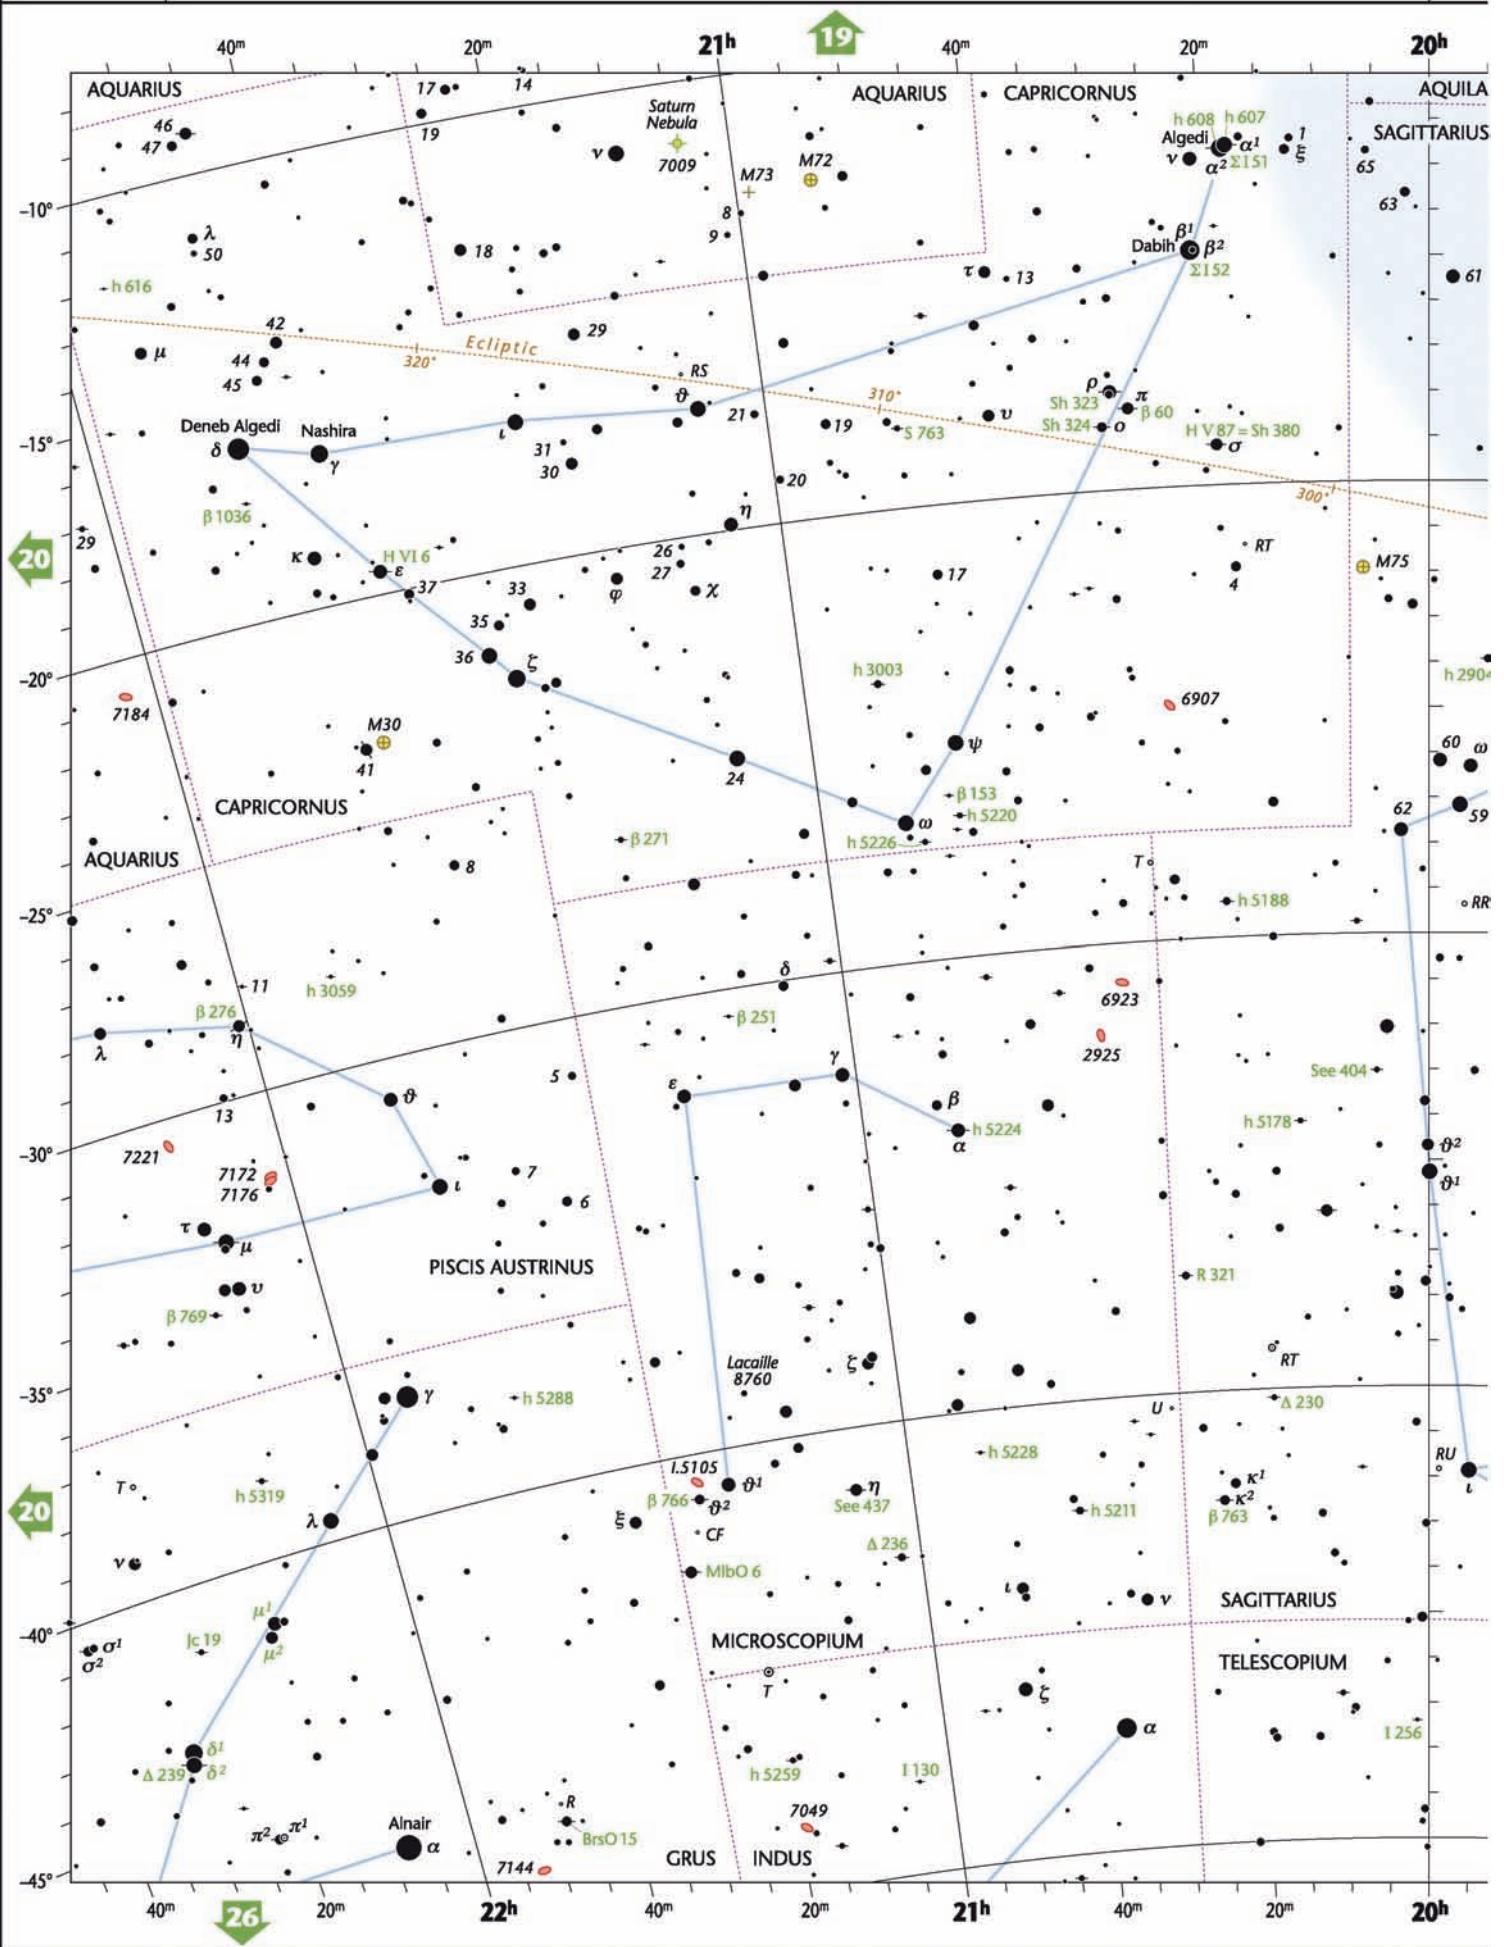 19
40ᵐ 20ᵐ 21ʰ 40ᵐ 20ᵐ 20ʰ
AQUARIUS 17 14 Saturn AQUARIUS CAPRICORNUS AQUILA
Nebula
46 19 h 608 h 607 SAGITTARIUS
47 ν 7009 M73 M72 Algedi α¹ 1
ν α² Σ I 51 ξ 65
63
−10°
8
λ 9 β¹
50 18 Dabih β²
h 616 τ 13 Σ I 52 61
42 29
μ 44 Ecliptic
45 320° RS
ϑ 310° ρ π
Sh 323 β 60
Deneb Algedi Nashira 21 19 υ Sh 324 ο H V 87 = Sh 380
−15° δ γ ι 31 S 763 σ
30 20
300°
β 1036 η
29 RT
20 κ H VI 6 26 17 M75
ε 27 4
37 33 φ χ
35
36 ζ
−20° h 3003 h 2904
7184 6907
M30 ψ 60 ω
41 24
β 153 62 59
CAPRICORNUS h 5220
β 271 ω
AQUARIUS h 5226
8 T
h 5188 RR
−25°
δ
11 h 3059 6923
β 276 β 251
λ η 2925
γ
5 ε See 404
ϑ β
13 h 5224 h 5178
α
−30° 7221 ϑ²
7172 7 ϑ¹
7176 ι 6
τ
μ PISCIS AUSTRINUS
υ R 321
β 769
Lacaille ζ RT
8760
−35° γ h 5288 Δ 230
U
h 5228 RU
I.5105 κ¹
T ϑ¹ η ι
h 5319 β 766 ϑ² See 437 h 5211 κ²
20 λ ξ β 763
CF
ν Δ 236
MlbO 6
ι ν SAGITTARIUS
μ¹
−40° σ¹ Jc 19 μ² MICROSCOPIUM
σ² TELESCOPIUM
T ζ
α I 256
δ¹
Δ 239 δ² h 5259 I 130
R 7049
π² π¹ Alnair
α BrsO 15
7144 GRUS INDUS
−45°
40ᵐ 20ᵐ 22ʰ 40ᵐ 20ᵐ 21ʰ 40ᵐ 20ᵐ 20ʰ
26